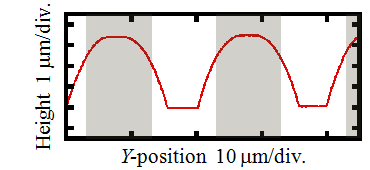 Height 1 μm/div.
Y-position 10 μm/div.